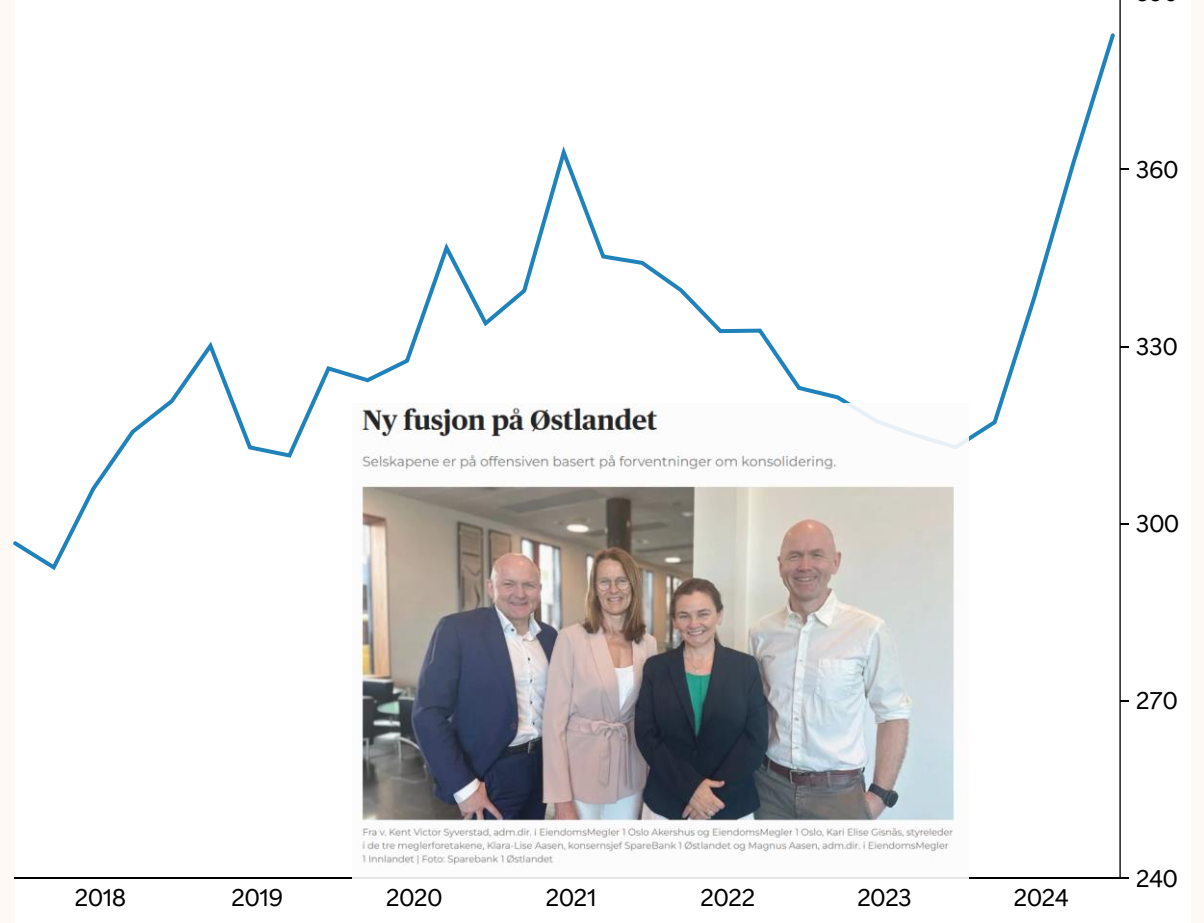 360
330
Ny fusjon på Østlandet
Selskapene er på offensiven basert på forventninger om konsolidering.
300
270
Fra v. Kent Victor Syverstad, adm.dir. i EiendomsMegler 1 Oslo Akershus og EiendomsMegler 1 Oslo, Kari Elise Gisnås, styreleder
i de tre meglerforetakene, Klara-Lise Aasen, konsernsjef SpareBank 1 Østlandet og Magnus Aasen, adm.dir. i EiendomsMegler
1 Innlandet | Foto: Sparebank 1 Østlandet
240
2018 2019 2020 2021 2022 2023 2024